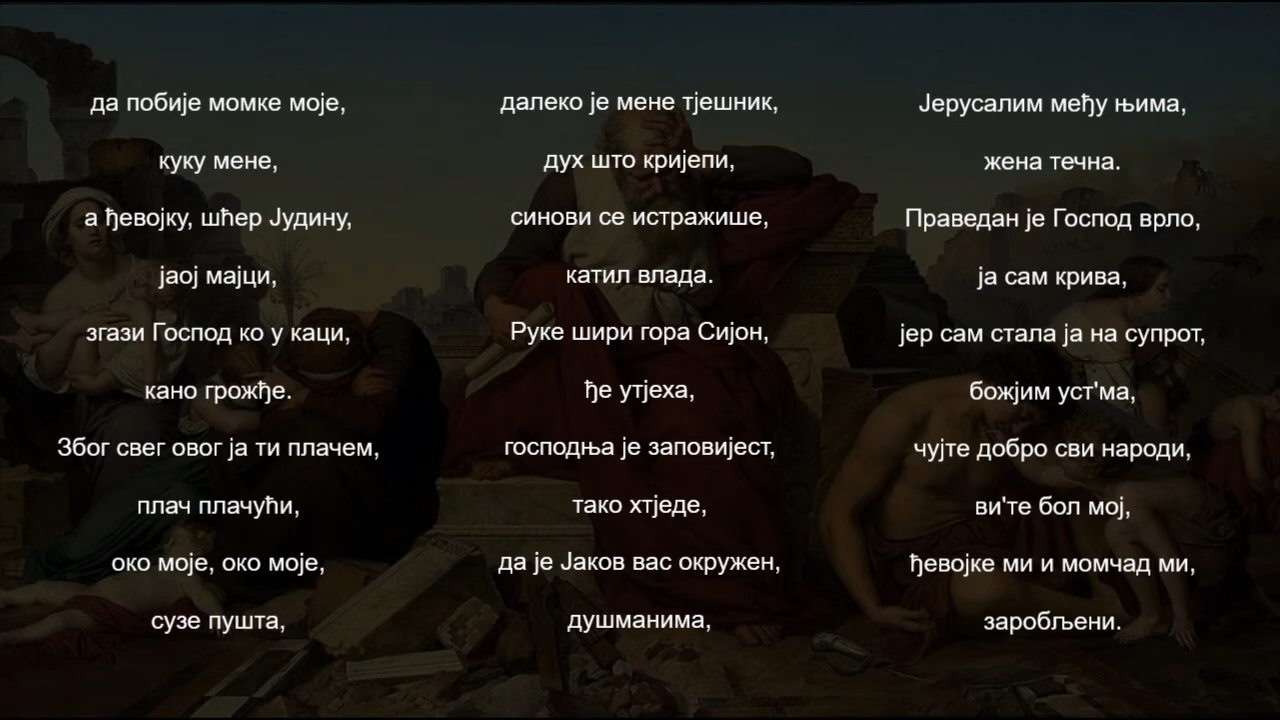 да побије момке моје,
куку мене,
а ђевојку, шћер Јудину,
јаој мајци,
згази Господ ко у каци,
кано грожђе.
Због свег овог ја ти плачем,
плач плачући,
око моје, око моје,
сузе пушта,
далеко је мене тјешник,
дух што кријепи,
синови се истражише,
катил влада.
Руке шири гора Сијон,
ђе утјеха,
господња је заповијест,
тако хтједе,
да је Јаков вас окружен,
душманима,
Јерусалим међу њима,
жена течна.
Праведан је Господ врло,
ја сам крива,
јер сам стала ја на супрот,
божјим уст'ма,
чујте добро сви народи,
ви'те бол мој,
ђевојке ми и момчад ми,
заробљени.